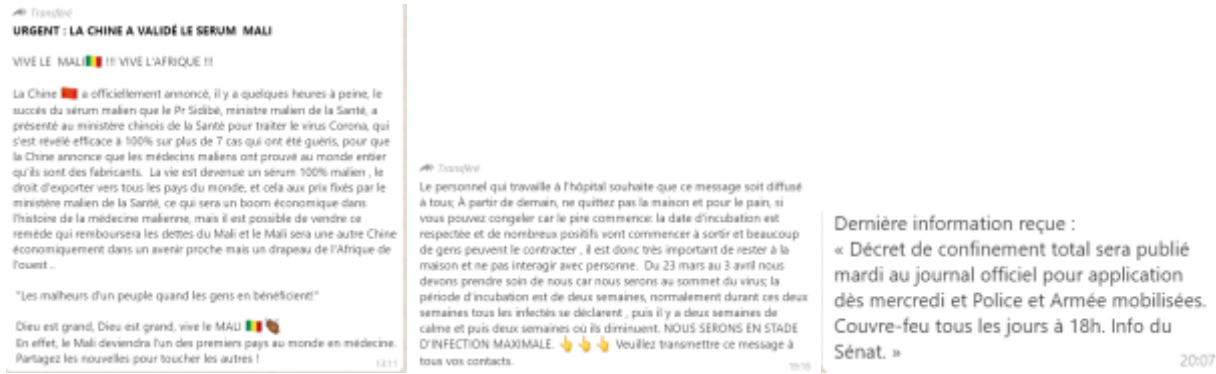 Transféré
URGENT : LA CHINE A VALIDÉ LE SERUM MALI
VIVE LE MALI🇲🇱 !!! VIVE L'AFRIQUE !!!
La Chine 🇨🇳 a officiellement annoncé, il y a quelques heures à peine, le
succès du sérum malien que le Pr Sidibé, ministre malien de la Santé, a
présenté au ministère chinois de la Santé pour traiter le virus Corona, qui
s'est révélé efficace à 100% sur plus de 7 cas qui ont été guéris, pour que
la Chine annonce que les médecins maliens ont prouvé au monde entier
qu'ils sont des fabricants. La vie est devenue un sérum 100% malien , le
droit d'exporter vers tous les pays du monde, et cela aux prix fixés par le
ministère malien de la Santé, ce qui sera un boom économique dans
l'histoire de la médecine malienne, mais il est possible de vendre ce
remède qui remboursera les dettes du Mali et le Mali sera une autre Chine
économiquement dans un avenir proche mais un drapeau de l'Afrique de
l'ouest ..
"Les malheurs d'un peuple quand les gens en bénéficient!"
Dieu est grand, Dieu est grand, vive le MALI 🇲🇱
En effet, le Mali deviendra l'un des premiers pays au monde en médecine.
Partagez les nouvelles pour toucher les autres !
13:11
Transféré
Le personnel qui travaille à l'hôpital souhaite que ce message soit diffusé
à tous; À partir de demain, ne quittez pas la maison et pour le pain, si
vous pouvez congeler car le pire commence: la date d'incubation est
respectée et de nombreux positifs vont commencer à sortir et beaucoup
de gens peuvent le contracter , il est donc très important de rester à la
maison et ne pas interagir avec personne. Du 23 mars au 3 avril nous
devons prendre soin de nous car nous serons au sommet du virus; la
période d'incubation est de deux semaines, normalement durant ces deux
semaines tous les infectés se déclarent , puis il y a deux semaines de
calme et puis deux semaines où ils diminuent. NOUS SERONS EN STADE
D'INFECTION MAXIMALE. 👆 👆 👆 Veuillez transmettre ce message à
tous vos contacts.
19:16
Dernière information reçue :
« Décret de confinement total sera publié
mardi au journal officiel pour application
dès mercredi et Police et Armée mobilisées.
Couvre-feu tous les jours à 18h. Info du
Sénat. »
20:07